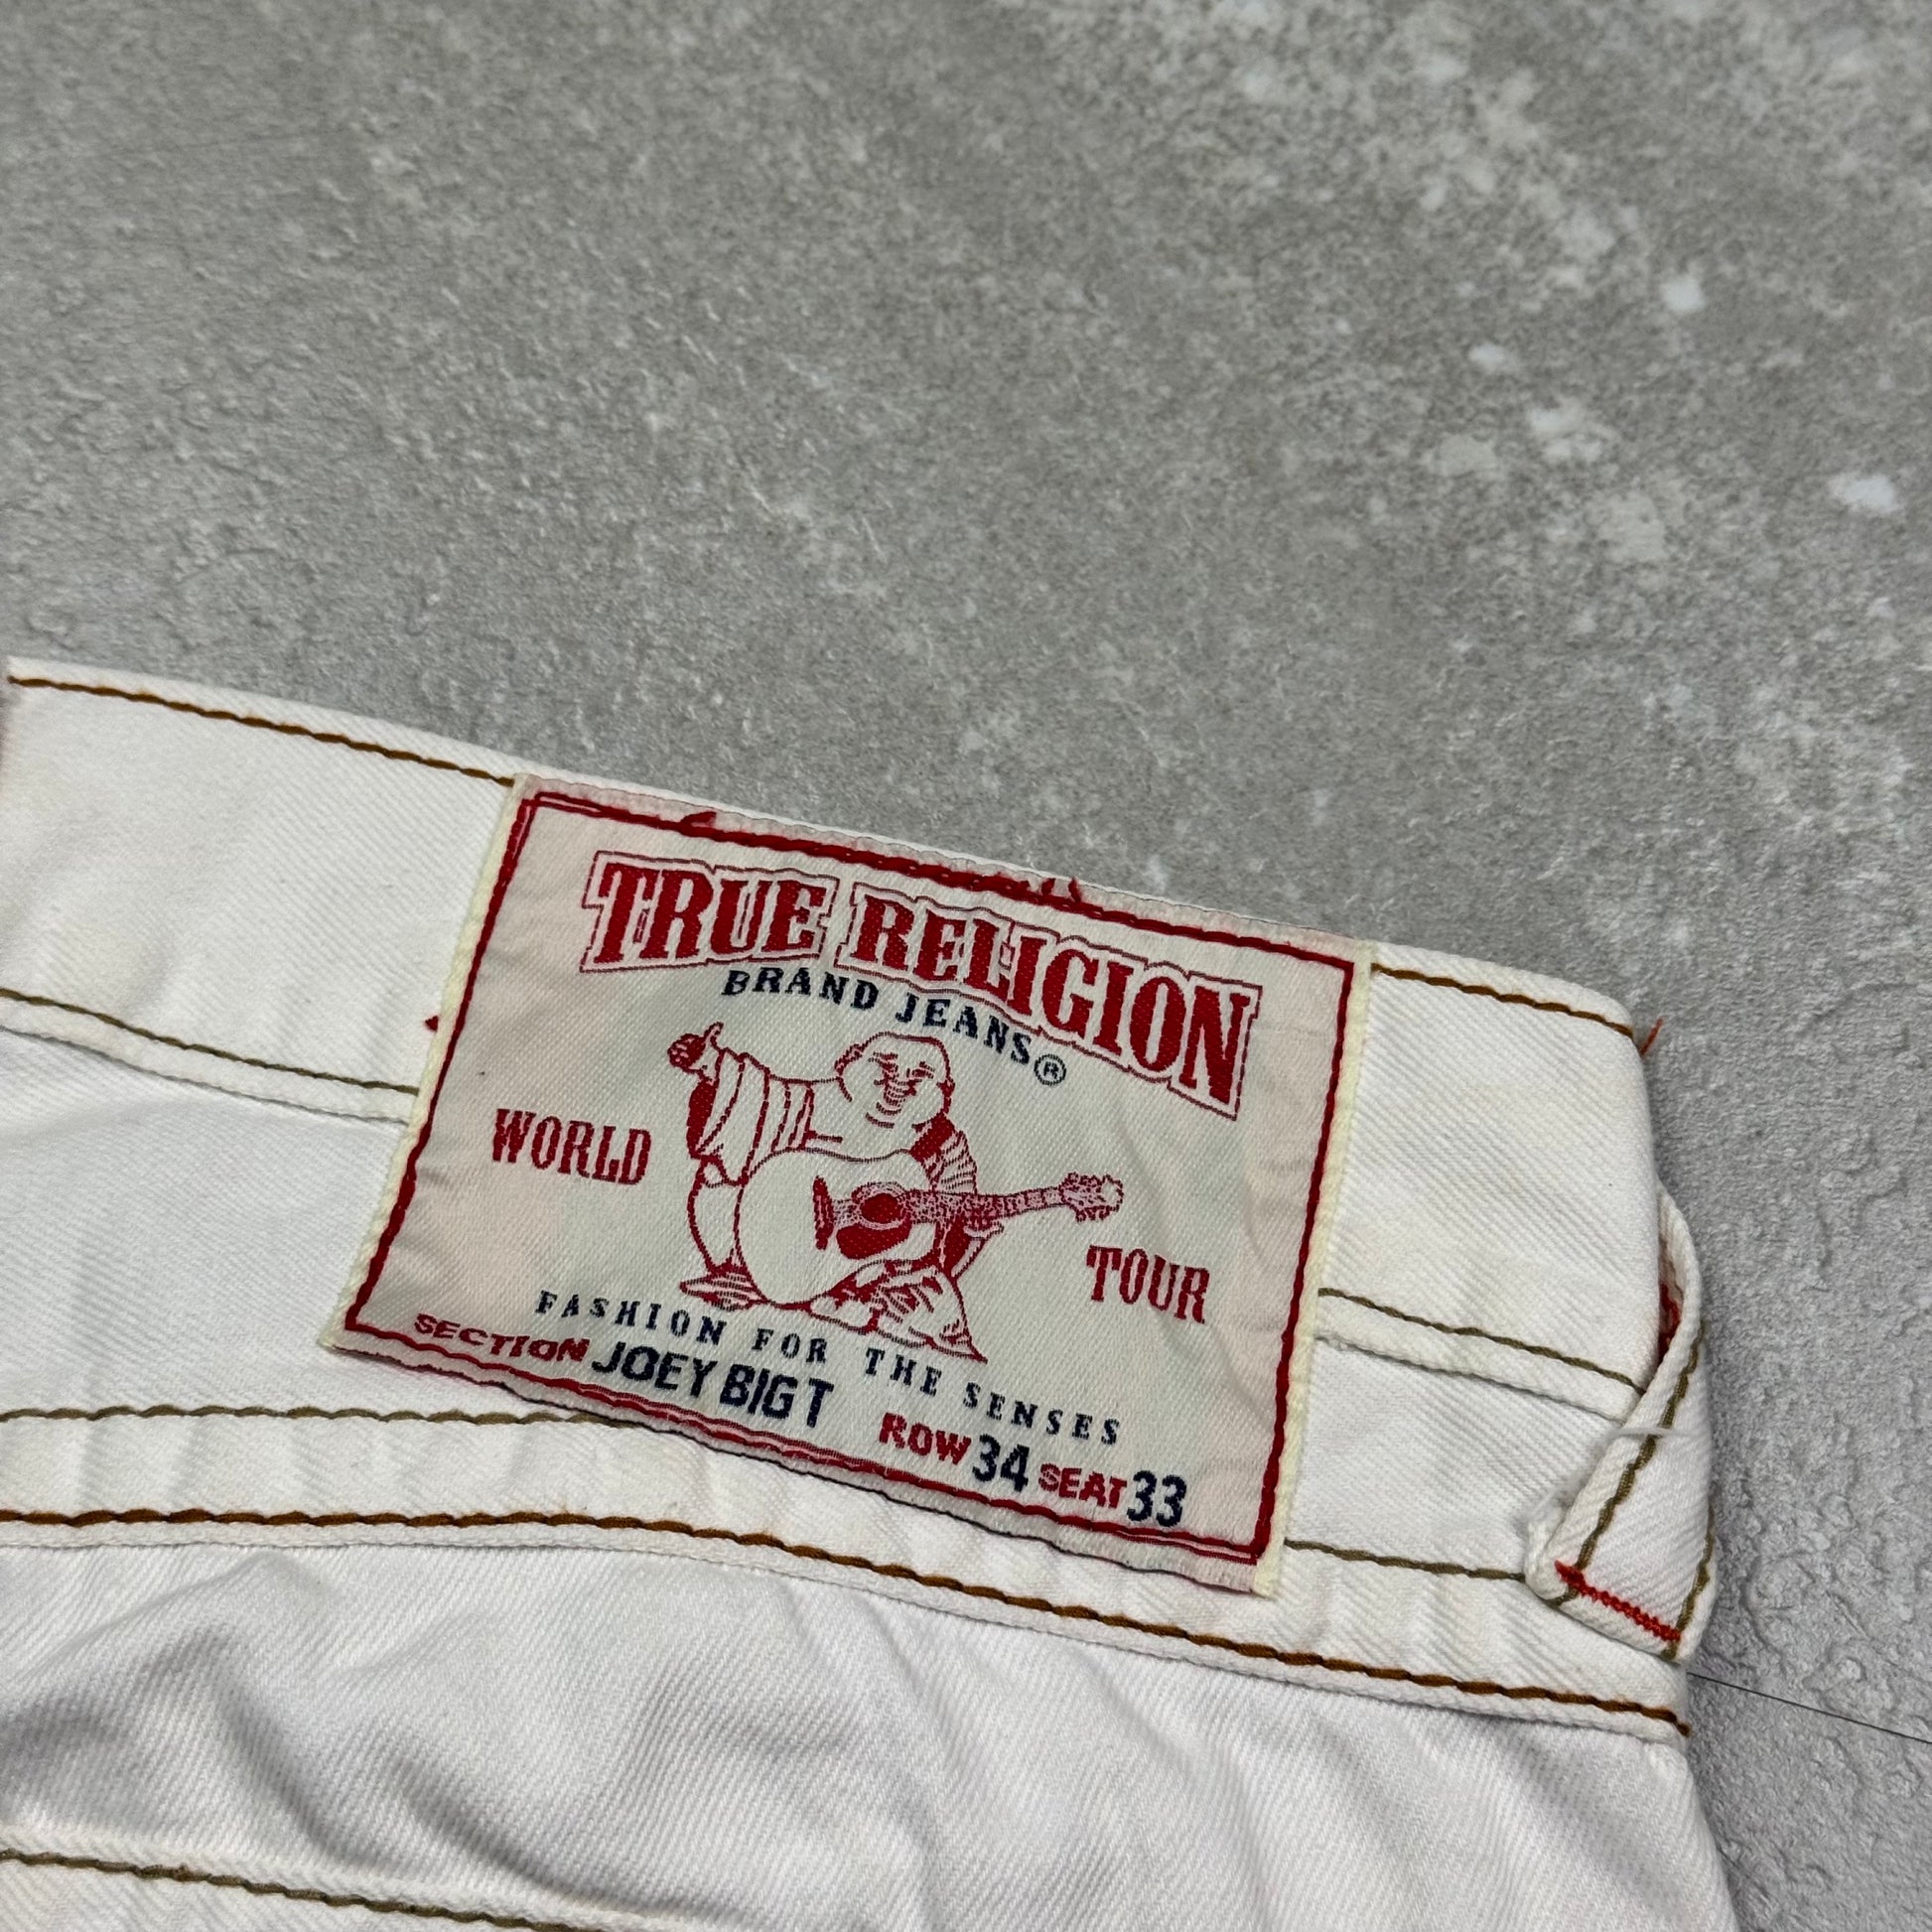 TRUE RELIGION
BRAND JEANS®
WORLD TOUR
FASHION FOR THE SENSES
SECTION JOEY BIG T ROW 34 SEAT 33